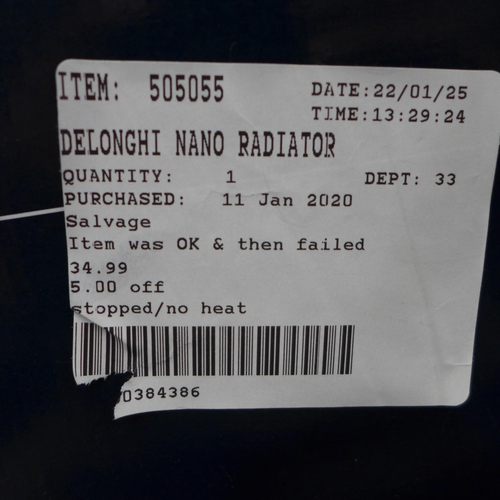 ITEM: 505055 DATE:22/01/25
TIME:13:29:24
DELONGHI NANO RADIATOR
QUANTITY: 1 DEPT: 33
PURCHASED: 11 Jan 2020
Salvage
Item was OK & then failed
34.99
5.00 off
stopped/no heat
0384386